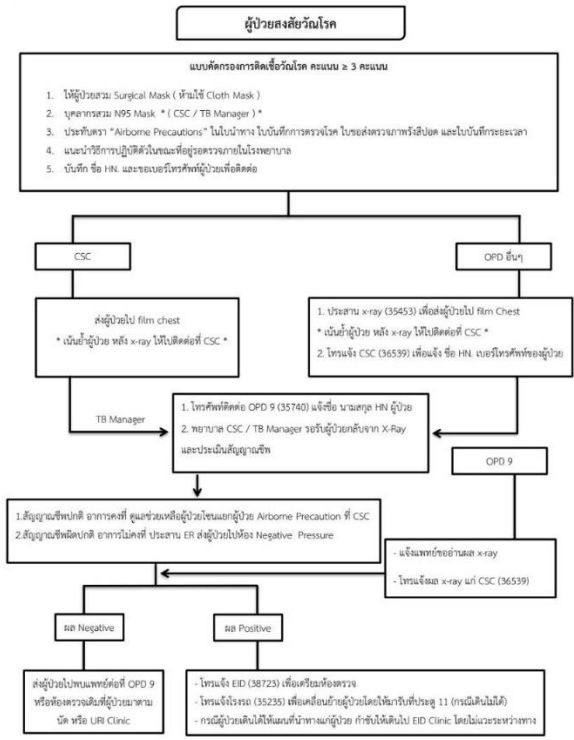 ผู้ป่วยสงสัยวัณโรค
แบบคัดกรองการติดเชื้อวัณโรค คะแนน ≥ 3 คะแนน
1. ให้ผู้ป่วยสวม Surgical Mask ( ห้ามใช้ Cloth Mask )
2. บุคลากรสวม N95 Mask * ( CSC / TB Manager ) *
3. ประทับตรา “Airborne Precautions” ในใบนำทาง ใบบันทึกการตรวจโรค ใบขอส่งตรวจภาพรังสีปอด และใบบันทึกระยะเวลา
4. แนะนำวิธีการปฏิบัติตัวในขณะที่อยู่รอตรวจภายในโรงพยาบาล
5. บันทึก ชื่อ HN. และขอเบอร์โทรศัพท์ผู้ป่วยเพื่อติดต่อ
CSC
OPD อื่นๆ
ส่งผู้ป่วยไป film chest
* เน้นย้ำผู้ป่วย หลัง x-ray ให้ไปติดต่อที่ CSC *
1. ประสาน x-ray (35453) เพื่อส่งผู้ป่วยไป film Chest
* เน้นย้ำผู้ป่วย หลัง x-ray ให้ไปติดต่อที่ CSC *
2. โทรแจ้ง CSC (36539) เพื่อแจ้ง ชื่อ HN. เบอร์โทรศัพท์ของผู้ป่วย
TB Manager
1. โทรศัพท์ติดต่อ OPD 9 (35740) แจ้งชื่อ นามสกุล HN ผู้ป่วย
2. พยาบาล CSC / TB Manager รอรับผู้ป่วยกลับจาก X-Ray
และประเมินสัญญาณชีพ
OPD 9
1.สัญญาณชีพปกติ อาการคงที่ ดูแลช่วยเหลือผู้ป่วยโซนแยกผู้ป่วย Airborne Precaution ที่ CSC
2.สัญญาณชีพผิดปกติ อาการไม่คงที่ ประสาน ER ส่งผู้ป่วยไปห้อง Negative Pressure
- แจ้งแพทย์ขออ่านผล x-ray
- โทรแจ้งผล x-ray แก่ CSC (36539)
ผล Negative
ผล Positive
ส่งผู้ป่วยไปพบแพทย์ต่อที่ OPD 9
หรือห้องตรวจเดิมที่ผู้ป่วยมาตาม
นัด หรือ URI Clinic
- โทรแจ้ง EID (38723) เพื่อเตรียมห้องตรวจ
- โทรแจ้งโรงรถ (35235) เพื่อเคลื่อนย้ายผู้ป่วยโดยให้มารับที่ประตู 11 (กรณีเดินไม่ได้)
- กรณีผู้ป่วยเดินได้ให้แผนที่นำทางแก่ผู้ป่วย กำชับให้เดินไป EID Clinic โดยไม่แวะระหว่างทาง